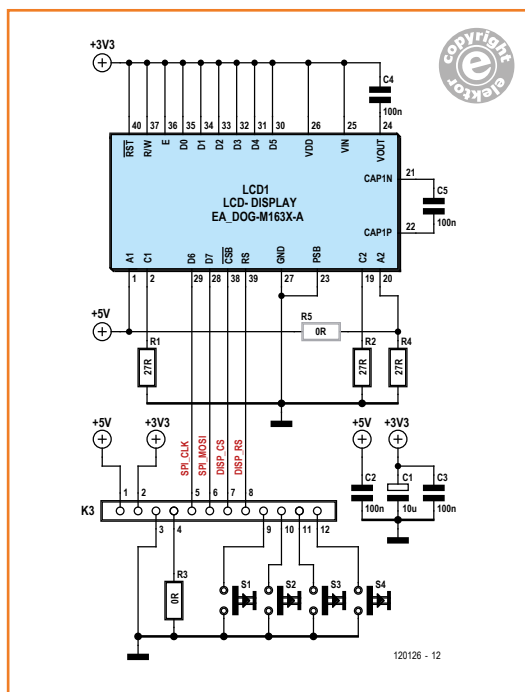 +3V3
copyright
e
elektor
C4
100n
40 37 36 35 34 33 32 31 30 26 25 24
RST R/W E D0 D1 D2 D3 D4 D5 VDD VIN VOUT
LCD1
LCD- DISPLAY
EA_DOG-M163X-A
CAP1N 21
C5
100n
CAP1P 22
A1 C1 D6 D7 CSB RS GND PSB C2 A2
1 2 29 28 38 39 27 23 19 20
+5V
R5
0R
R1
27R
R2
27R
R4
27R
+5V +3V3
SPI_CLK
SPI_MOSI
DISP_CS
DISP_RS
+5V +3V3
C2
100n
C1
10u
C3
100n
K3
1 2 5 6 7 8
3 4 9 10 11 12
R3
0R
S1 S2 S3 S4
120126 - 12